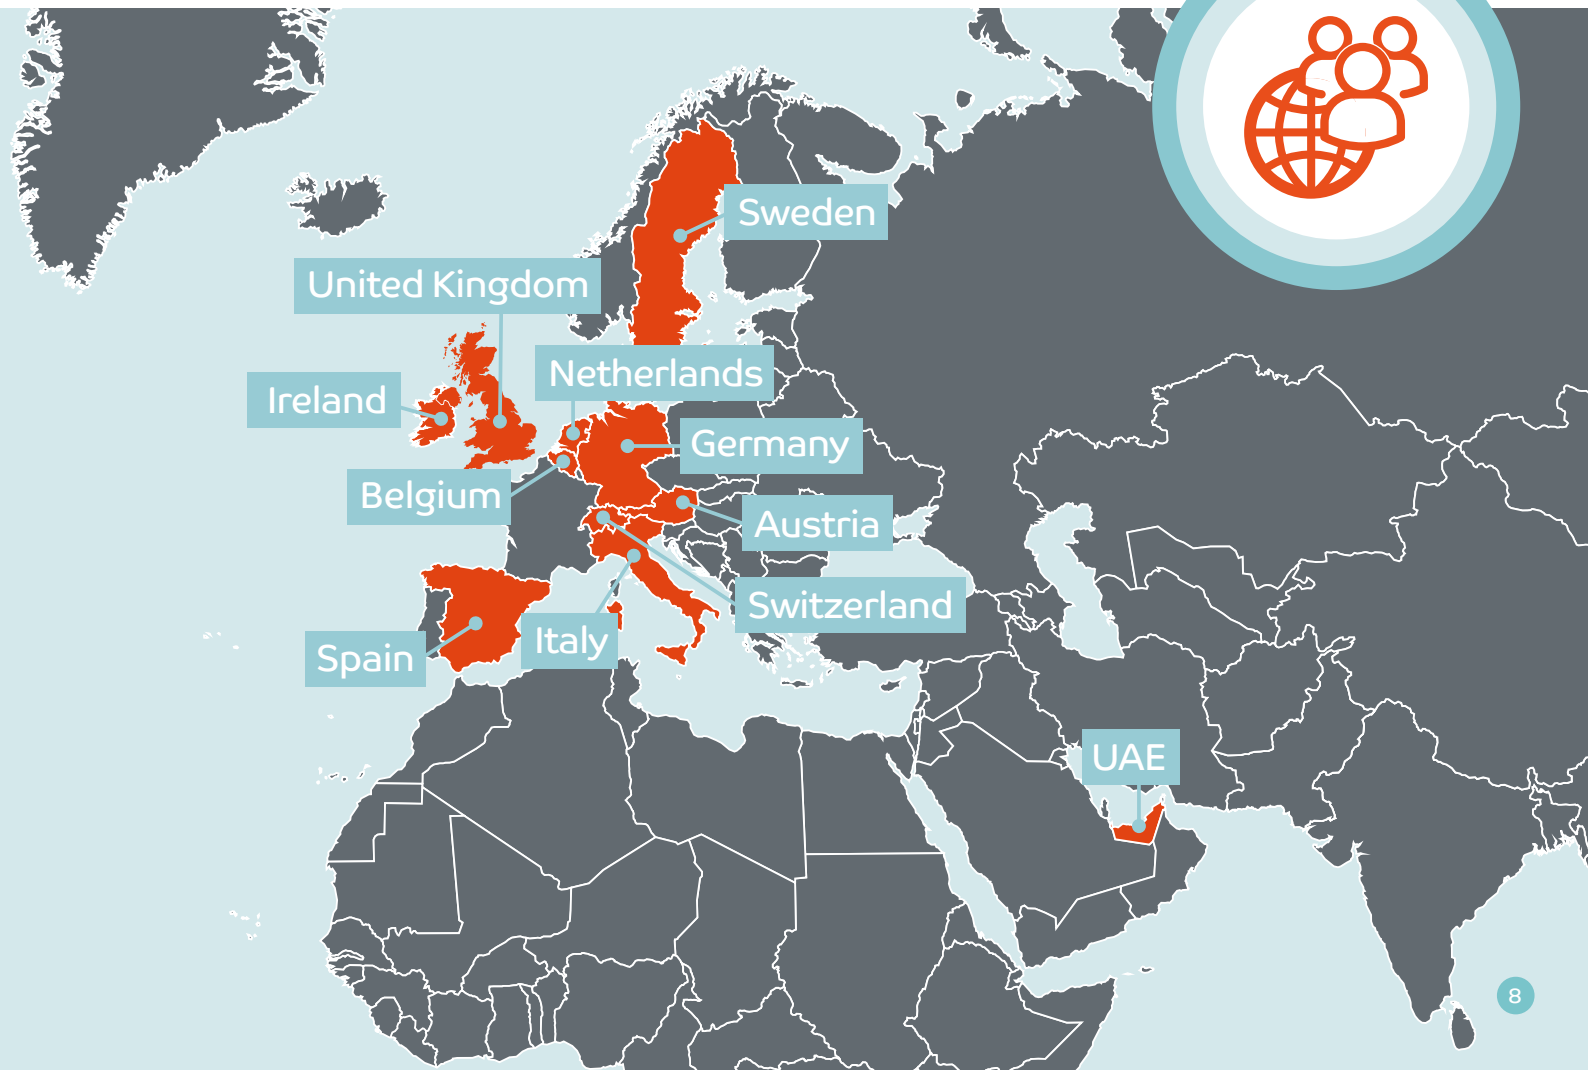 Sweden
United Kingdom
Netherlands
Ireland
Germany
Belgium
Austria
Switzerland
Italy
Spain
UAE
8